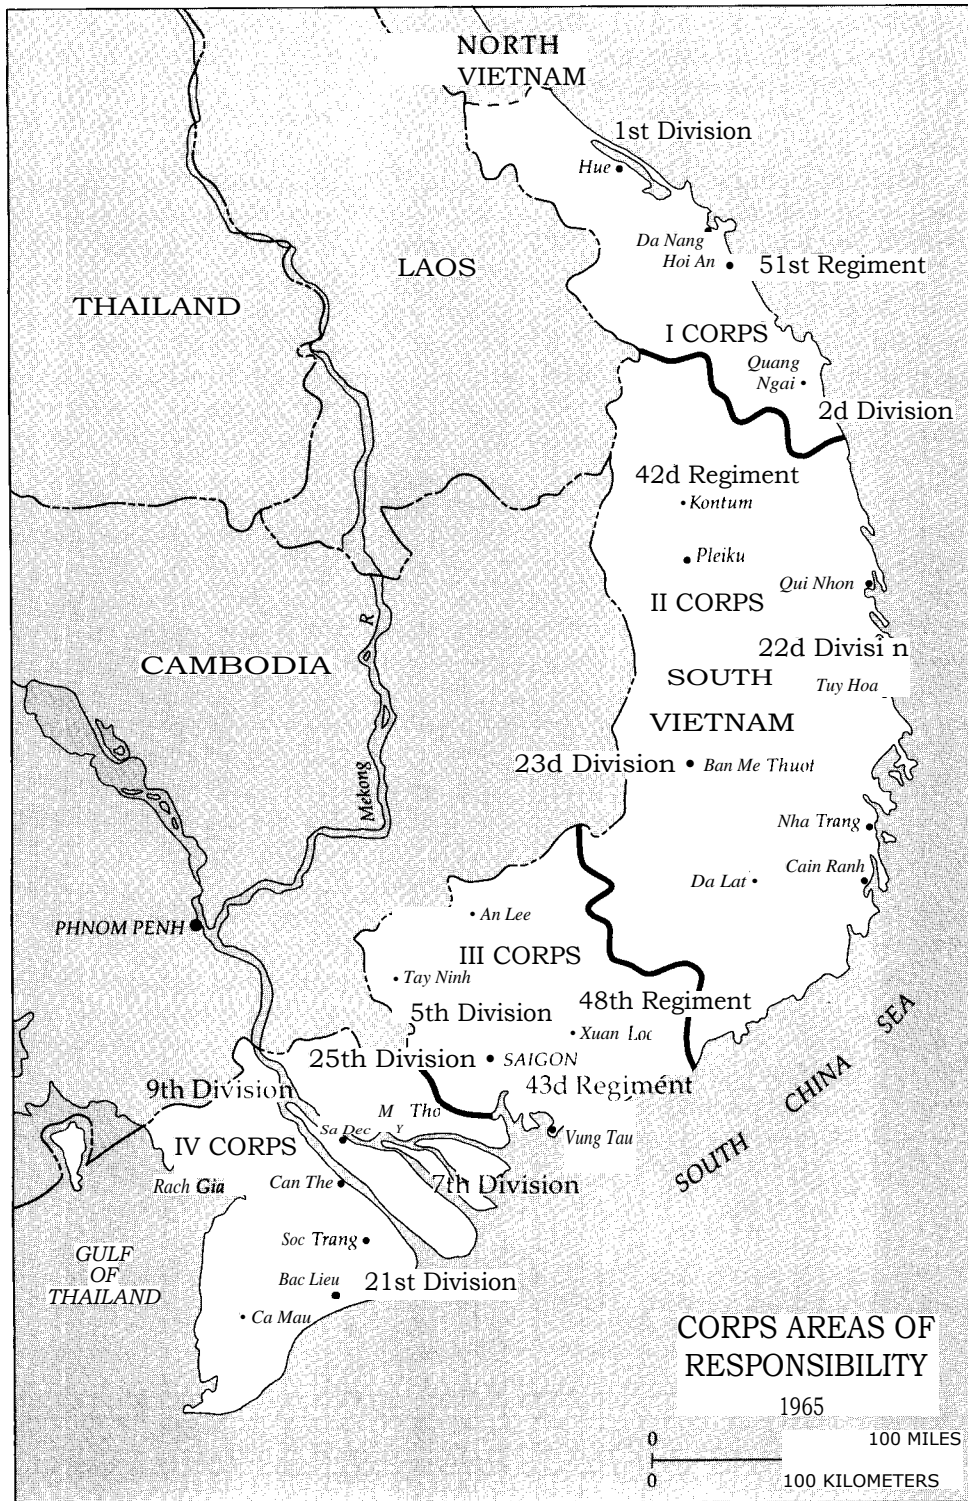 NORTH
VIETNAM
1st Division
Hue
Da Nang
Hoi An
51st Regiment
LAOS
THAILAND
I CORPS
Quang
Ngai
2d Division
42d Regiment
Kontum
Pleiku
Qui Nhon
II CORPS
22d Divisi n
CAMBODIA
SOUTH
Tuy Hoa
VIETNAM
23d Division
Ban Me Thuot
Mekong R
Nha Trang
Da Lat
Cain Ranh
An Lee
PHNOM PENH
III CORPS
Tay Ninh
48th Regiment
5th Division
Xuan Loc
25th Division
SAIGON
43d Regiment
9th Division
M Tho
Y
Sa Dec
IV CORPS
Vung Tau
SOUTH CHINA SEA
Rach Gia
Can The
7th Division
Soc Trang
GULF
OF
THAILAND
Bac Lieu
21st Division
Ca Mau
CORPS AREAS OF
RESPONSIBILITY
1965
0 100 MILES
0 100 KILOMETERS